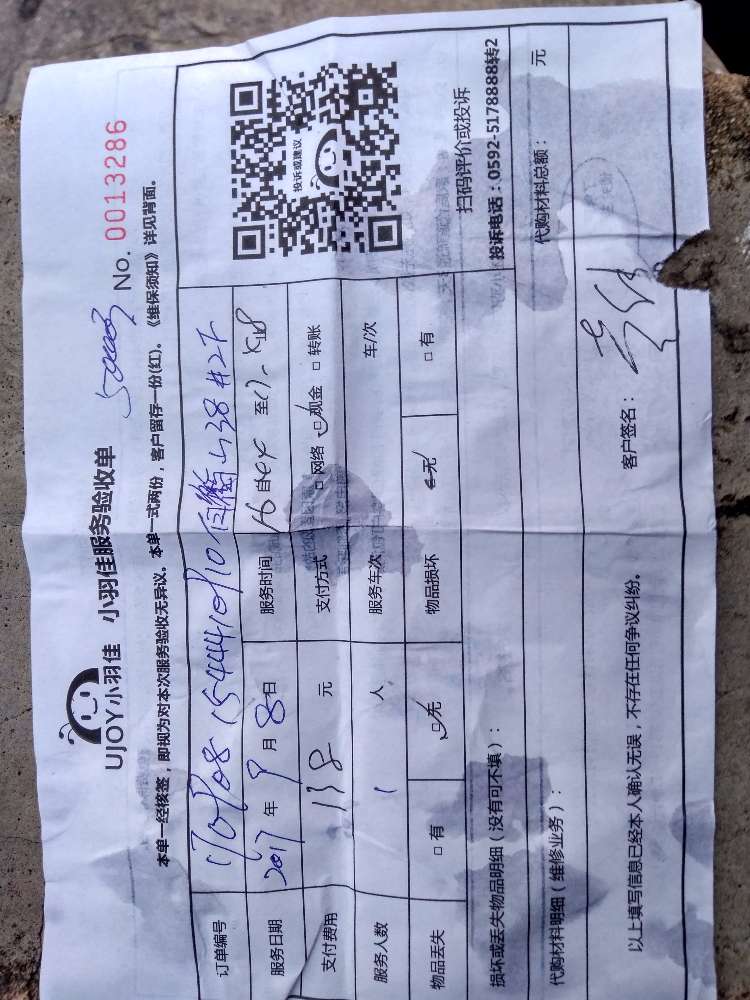 UJOY小羽佳 小羽佳服务验收单
No. 0013286
本单一经核签，即视为对本次服务验收无异议。本单一式两份，客户留存一份(红)。《维保须知》详见背面。
订单编号
服务日期 2017 年 9 月 8 日 服务时间 自 至
支付费用 138 元 支付方式 □ 网络 □ 现金 □ 转账
服务人数 1 人 服务车次 车/次
物品丢失 □ 有 □ 无 物品损坏 □ 无 □ 有
投诉或建议
扫码评价或投诉
投诉电话：0592-5178888转2
损坏或丢失物品明细（没有可不填）：
代购材料明细（维修业务）： 代购材料总额： 元
以上填写信息已经本人确认无误，不存在任何争议纠纷。 客户签名：